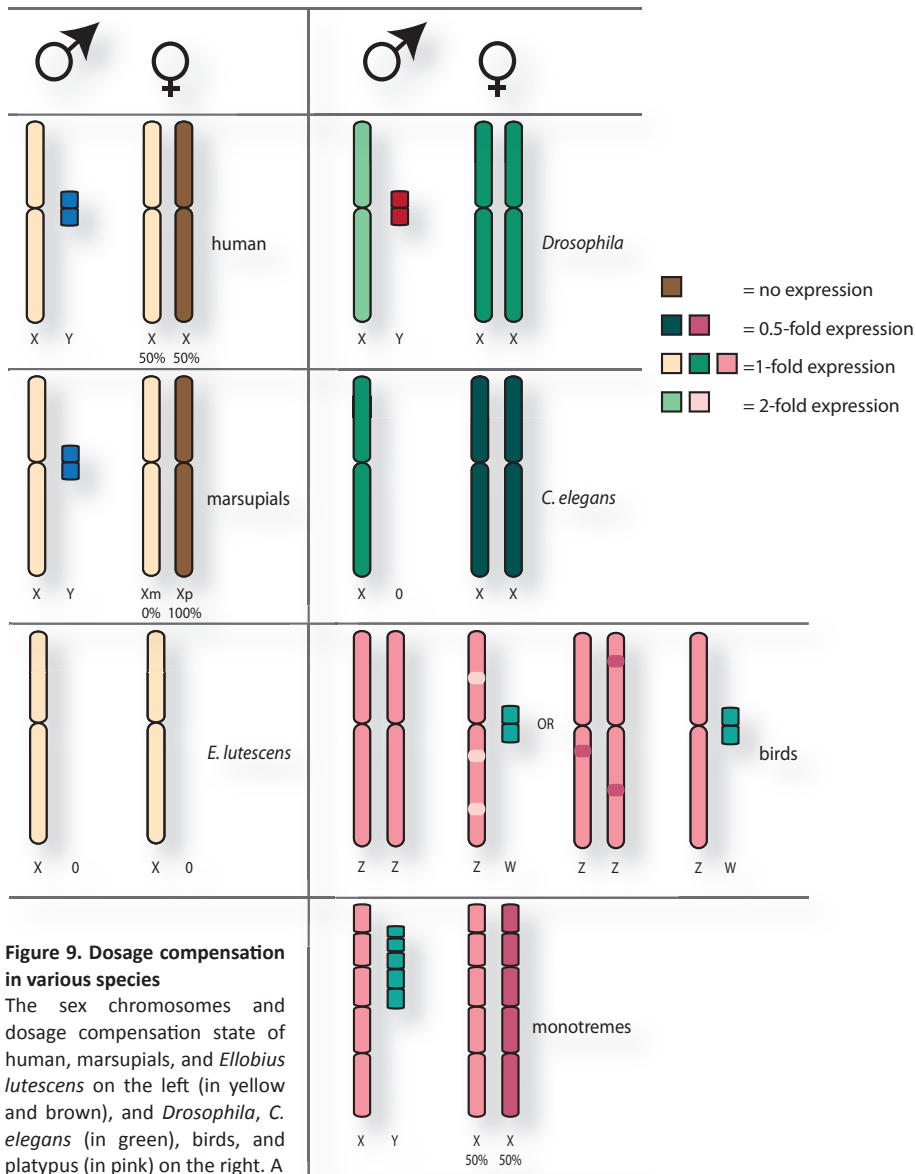 human
X Y X X
50% 50%
Drosophila
X Y X X
= no expression
= 0.5-fold expression
=1-fold expression
= 2-fold expression
marsupials
X Y Xm Xp
0% 100%
C. elegans
X 0 X X
E. lutescens
X 0 X 0
OR
birds
Z Z Z W Z Z Z W
Figure 9. Dosage compensation
in various species
The sex chromosomes and
dosage compensation state of
human, marsupials, and Ellobius
lutescens on the left (in yellow
and brown), and Drosophila, C.
elegans (in green), birds, and
platypus (in pink) on the right. A
monotremes
X Y X X
50% 50%